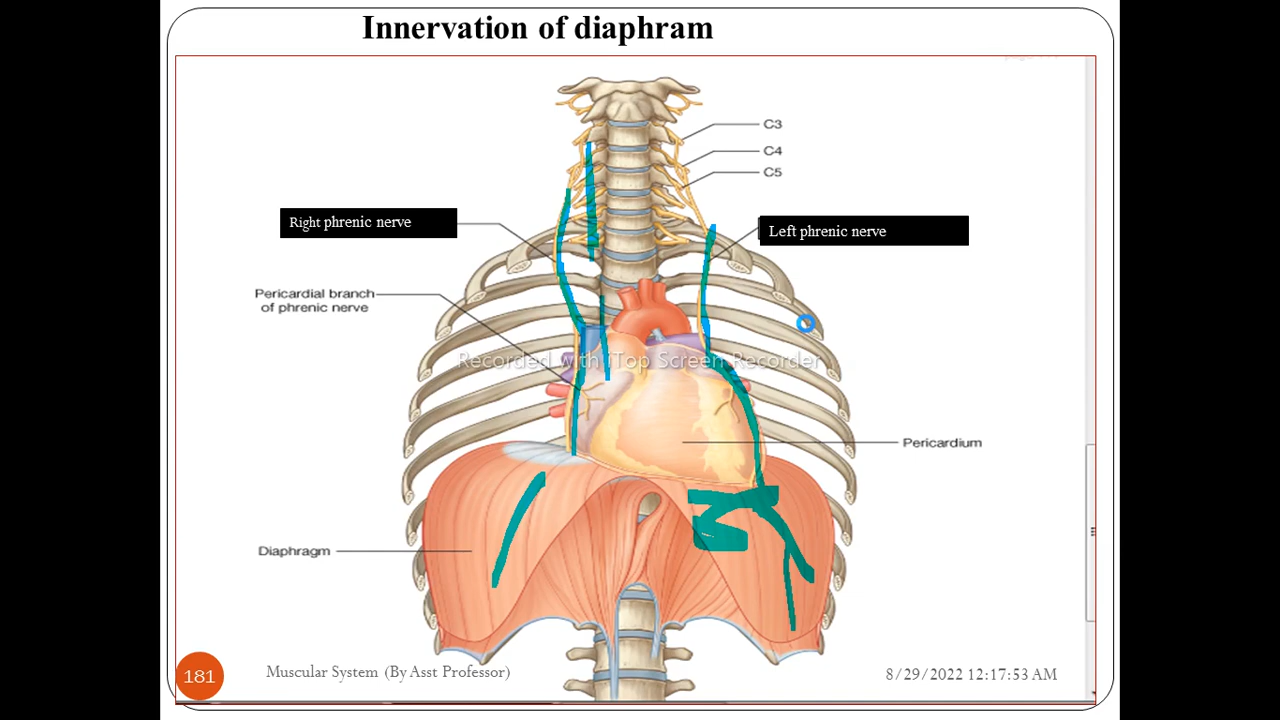 Innervation of diaphram
C3
C4
C5
Right phrenic nerve
Left phrenic nerve
Pericardial branch
of phrenic nerve
Recorded with iTop Screen Recorder
Pericardium
Diaphragm
181
Muscular System (By Asst Professor)
8/29/2022 12:17:53 AM